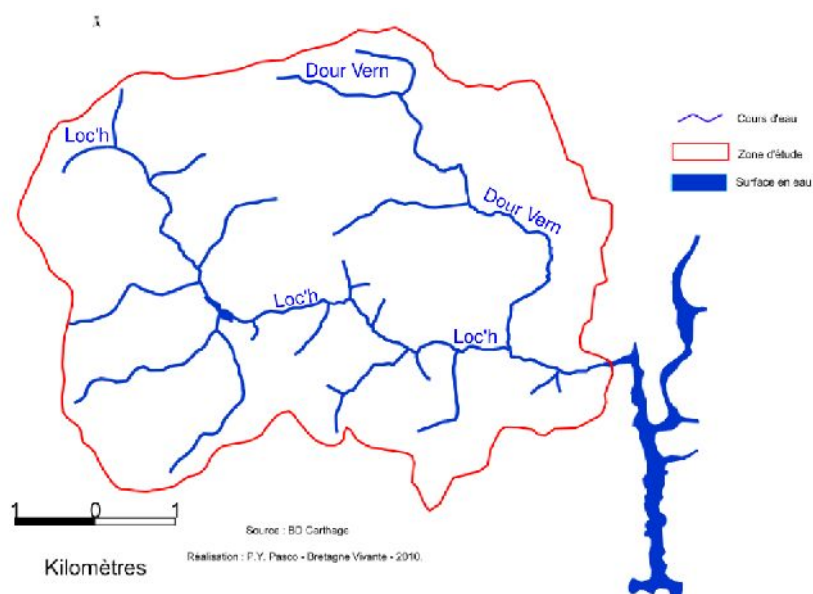 Dour Vern
Loc'h
Cours d'eau
Zone d'étude
Surface en eau
Dour Vern
Loc'h
Loc'h
1 0 1
Kilomètres
Source : BD Carthage
Réalisation : P.Y. Pasco - Bretagne Vivante - 2010.